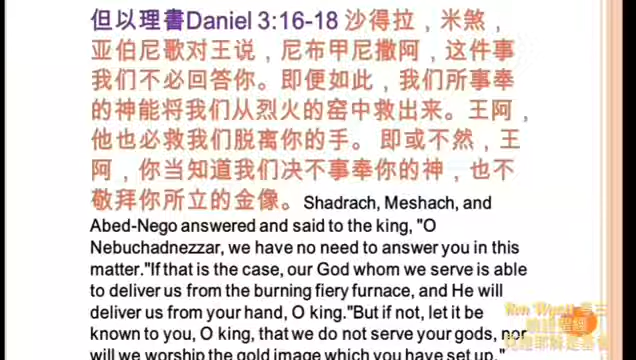 但以理書Daniel 3:16-18 沙得拉，米煞，
亚伯尼歌对王说，尼布甲尼撒阿，这件事
我们不必回答你。即便如此，我们所事奉
的神能将我们从烈火的窑中救出来。王阿，
他也必救我们脱离你的手。 即或不然，王
阿，你当知道我们决不事奉你的神，也不
敬拜你所立的金像。Shadrach, Meshach, and
Abed-Nego answered and said to the king, "O
Nebuchadnezzar, we have no need to answer you in this
matter."If that is the case, our God whom we serve is able
to deliver us from the burning fiery furnace, and He will
deliver us from your hand, O king."But if not, let it be
known to you, O king, that we do not serve your gods, nor
will we worship the gold image which you have set up."
Ron Wyatt 考古